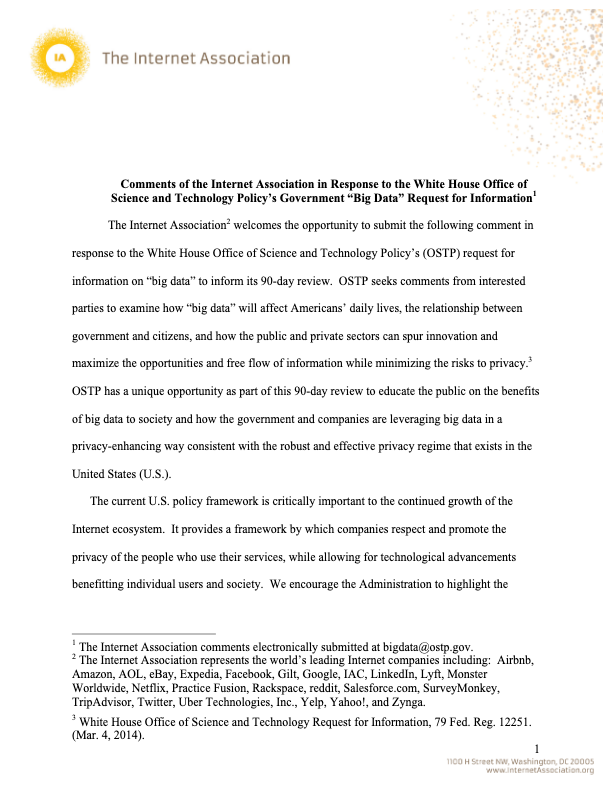 IA
The Internet Association
Comments of the Internet Association in Response to the White House Office of
Science and Technology Policy’s Government “Big Data” Request for Information1
The Internet Association2 welcomes the opportunity to submit the following comment in
response to the White House Office of Science and Technology Policy’s (OSTP) request for
information on “big data” to inform its 90-day review.  OSTP seeks comments from interested
parties to examine how “big data” will affect Americans’ daily lives, the relationship between
government and citizens, and how the public and private sectors can spur innovation and
maximize the opportunities and free flow of information while minimizing the risks to privacy.3
OSTP has a unique opportunity as part of this 90-day review to educate the public on the benefits
of big data to society and how the government and companies are leveraging big data in a
privacy-enhancing way consistent with the robust and effective privacy regime that exists in the
United States (U.S.).
The current U.S. policy framework is critically important to the continued growth of the
Internet ecosystem.  It provides a framework by which companies respect and promote the
privacy of the people who use their services, while allowing for technological advancements
benefitting individual users and society.  We encourage the Administration to highlight the
1 The Internet Association comments electronically submitted at bigdata@ostp.gov.
2 The Internet Association represents the world’s leading Internet companies including:  Airbnb,
Amazon, AOL, eBay, Expedia, Facebook, Gilt, Google, IAC, LinkedIn, Lyft, Monster
Worldwide, Netflix, Practice Fusion, Rackspace, reddit, Salesforce.com, SurveyMonkey,
TripAdvisor, Twitter, Uber Technologies, Inc., Yelp, Yahoo!, and Zynga.
3 White House Office of Science and Technology Request for Information, 79 Fed. Reg. 12251.
(Mar. 4, 2014).
1
1100 H Street NW, Washington, DC 20005
www.InternetAssociation.org